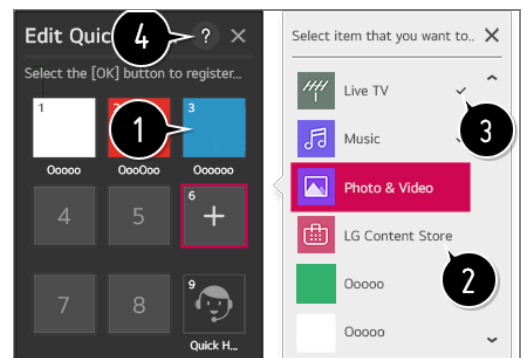 Edit Quic
4
?
Select the [OK] button to register...
1
2
3
1
Ooooo
OooOoo
Oooooo
4
5
6
7
8
9
Quick H...
Select item that you want to..
Live TV
3
Music
Photo & Video
LG Content Store
2
Ooooo
Ooooo